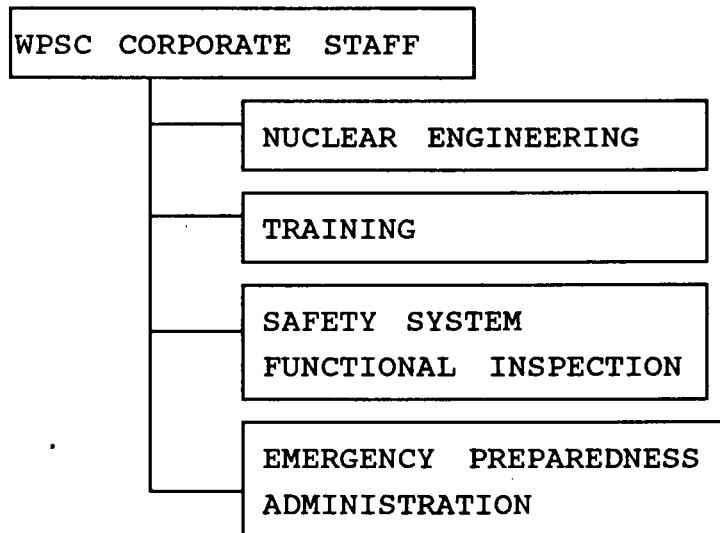 WPSC CORPORATE STAFF
NUCLEAR ENGINEERING
TRAINING
SAFETY SYSTEM
FUNCTIONAL INSPECTION
EMERGENCY PREPAREDNESS
ADMINISTRATION